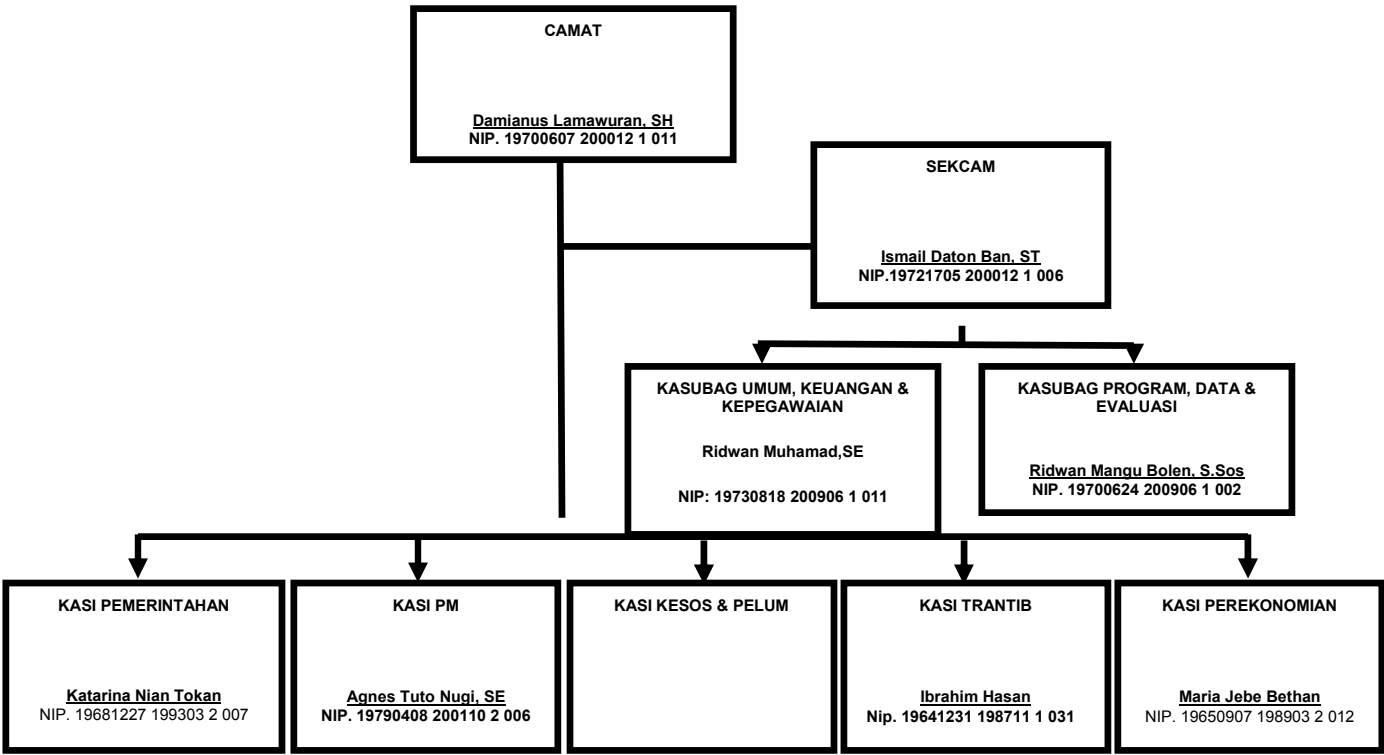 CAMAT
Damianus Lamawuran, SH
NIP. 19700607 200012 1 011
SEKCAM
Ismail Daton Ban, ST
NIP.19721705 200012 1 006
KASUBAG UMUM, KEUANGAN &
KEPEGAWAIAN
Ridwan Muhamad,SE
NIP: 19730818 200906 1 011
KASUBAG PROGRAM, DATA &
EVALUASI
Ridwan Mangu Bolen, S.Sos
NIP. 19700624 200906 1 002
KASI PEMERINTAHAN
Katarina Nian Tokan
NIP. 19681227 199303 2 007
KASI PM
Agnes Tuto Nugi, SE
NIP. 19790408 200110 2 006
KASI KESOS & PELUM
KASI TRANTIB
Ibrahim Hasan
Nip. 19641231 198711 1 031
KASI PEREKONOMIAN
Maria Jebe Bethan
NIP. 19650907 198903 2 012